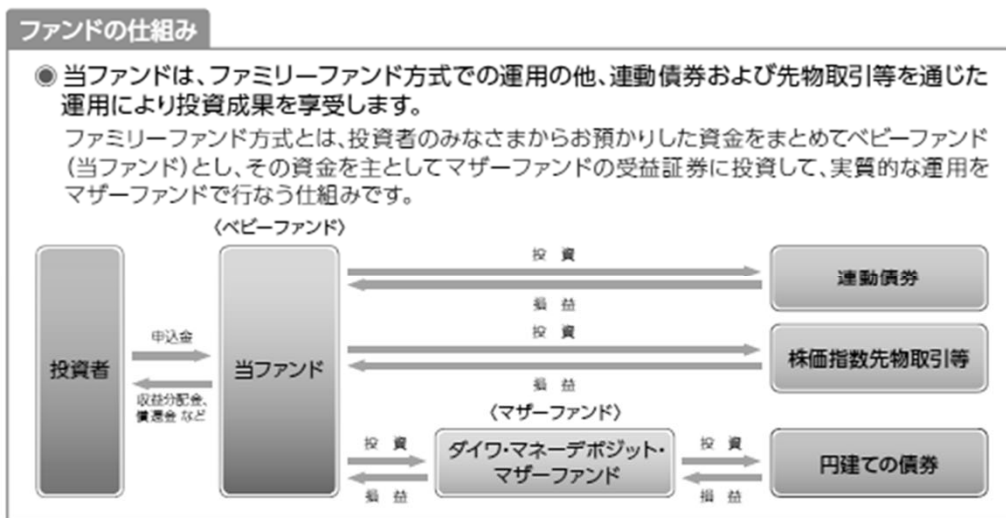 ファンドの仕組み
◉ 当ファンドは、ファミリーファンド方式での運用の他、連動債券および先物取引等を通じた
運用により投資成果を享受します。
ファミリーファンド方式とは、投資者のみなさまからお預かりした資金をまとめてベビーファンド
(当ファンド)とし、その資金を主としてマザーファンドの受益証券に投資して、実質的な運用を
マザーファンドで行なう仕組みです。
〈ベビーファンド〉
投資者
申込金
収益分配金、
償還金 など
当ファンド
投 資
損 益
連動債券
投 資
損 益
株価指数先物取引等
〈マザーファンド〉
投 資
損 益
ダイワ・マネーデポジット・
マザーファンド
投 資
損 益
円建ての債券